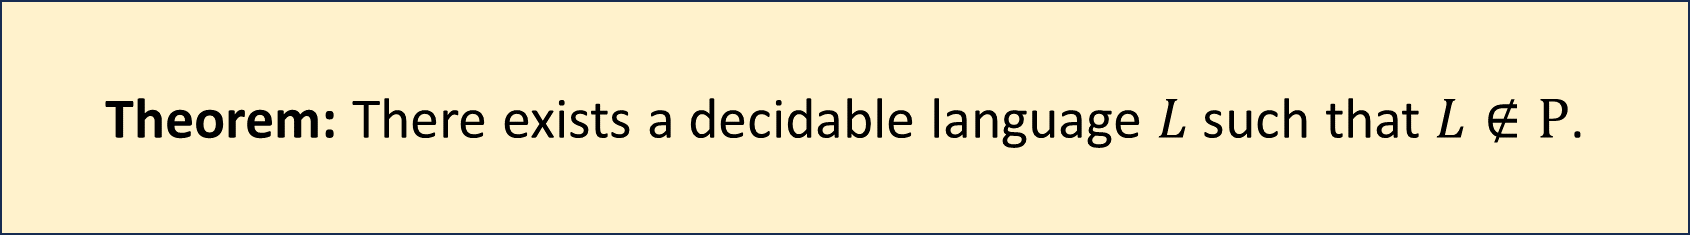 Theorem: There exists a decidable language L such that L ∉ P.